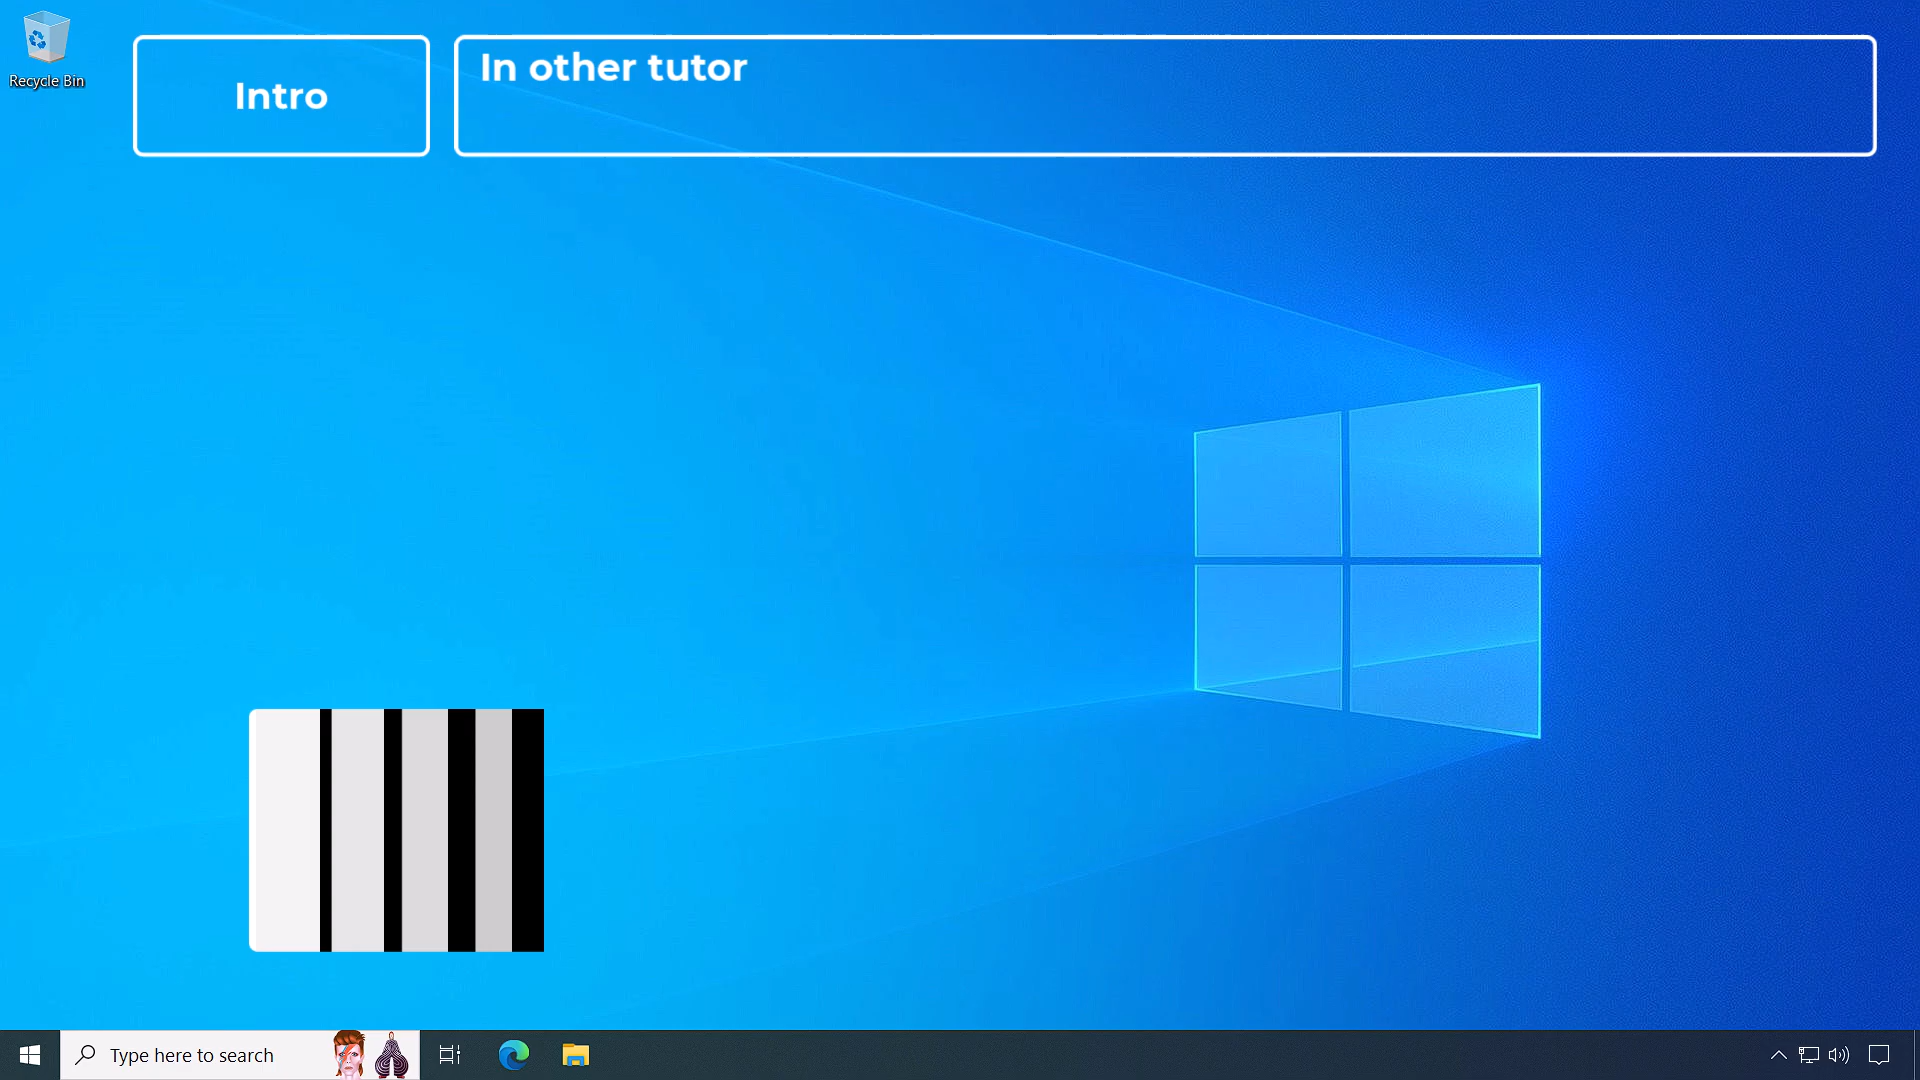 Recycle Bin
Intro
In other tutor
Type here to search